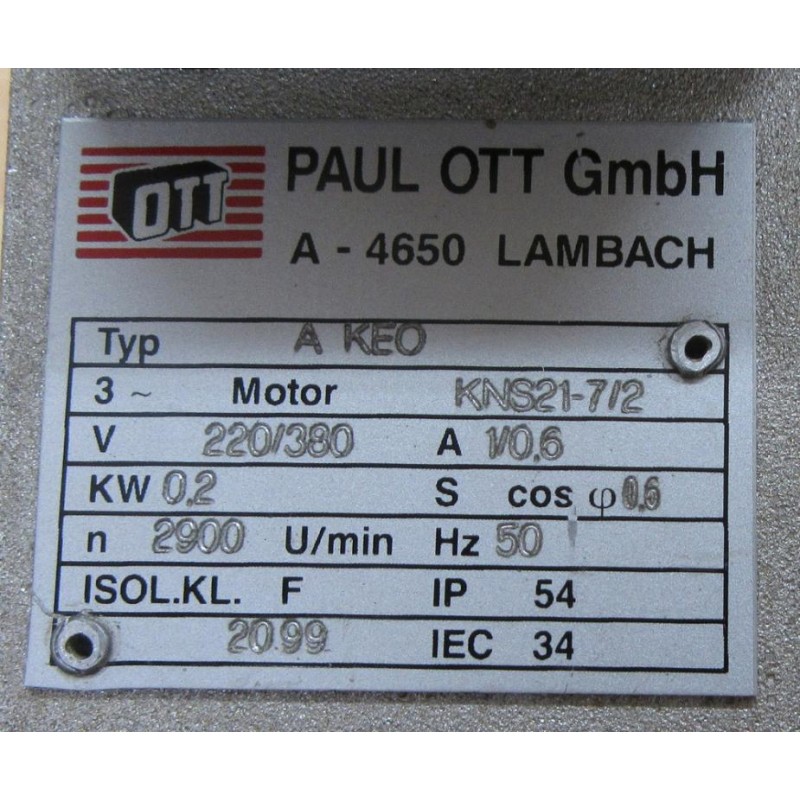 OTT
PAUL OTT GmbH
A - 4650 LAMBACH
Typ A KEO
3 ~ Motor KNS21-7/2
V 220/380 A 1/0.6
KW 0.2 S cos φ 0.6
n 2900 U/min Hz 50
ISOL.KL. F IP 54
20.99 IEC 34